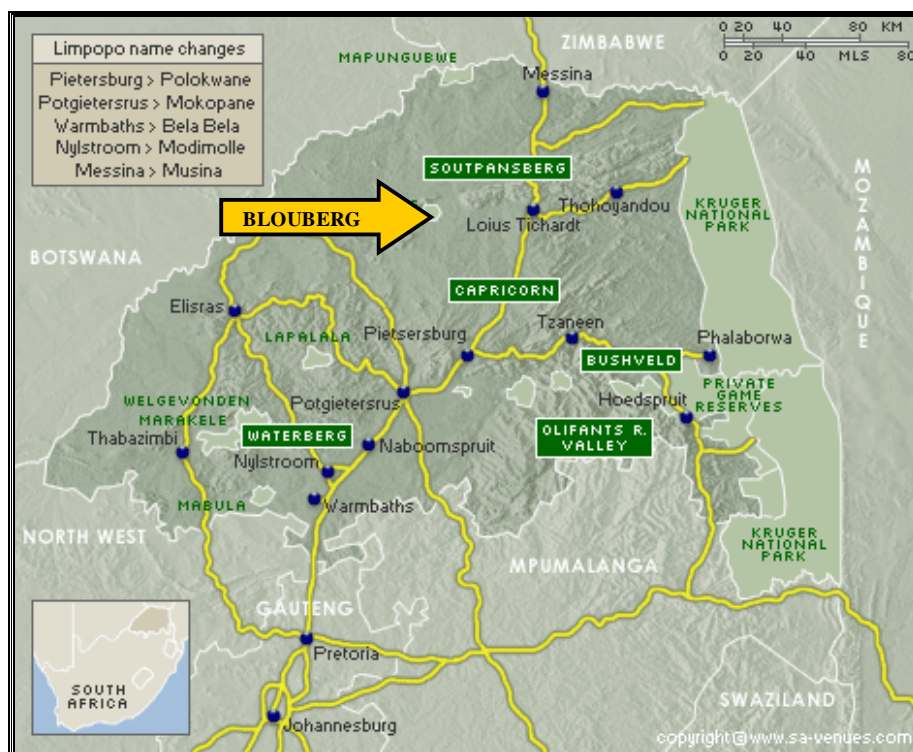 0 20 40 80 KM
0 20 40 80 MLS
ZIMBABWE
Limpopo name changes
Pietersburg > Polokwane
Potgietersrus > Mokopane
Warmbaths > Bela Bela
Nylstroom > Modimolle
Messina > Musina
MAPUNGUBWE
Messina
MOZAMBIQUE
SOUTPANSBERG
Thohoyandou
KRUGER
NATIONAL
PARK
BLOUBERG
Loius Tichardt
BOTSWANA
CAPRICORN
Elisras
Tzaneen
LAPALALA
Pietsersburg
Phalaborwa
BUSHVELD
WELGEVONDEN
MARAKELE
Potgietersrus
PRIVATE
GAME
RESERVES
Hoedspruit
OLIFANTS R.
VALLEY
WATERBERG
Thabazimbi
Naboomspruit
Nylstroom
MABULA
Warmbaths
NORTH WEST
KRUGER
NATIONAL
PARK
MPUMALANGA
GAUTENG
Pretoria
SOUTH
AFRICA
SWAZILAND
Johannesburg
copyright@www.sa-venues.com